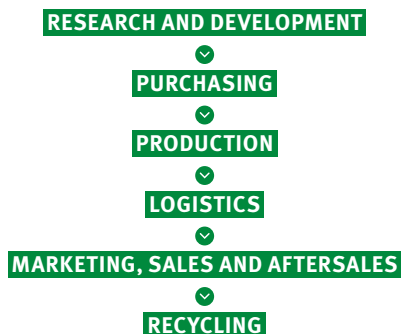 RESEARCH AND DEVELOPMENT
PURCHASING
PRODUCTION
LOGISTICS
MARKETING, SALES AND AFTERSALES
RECYCLING